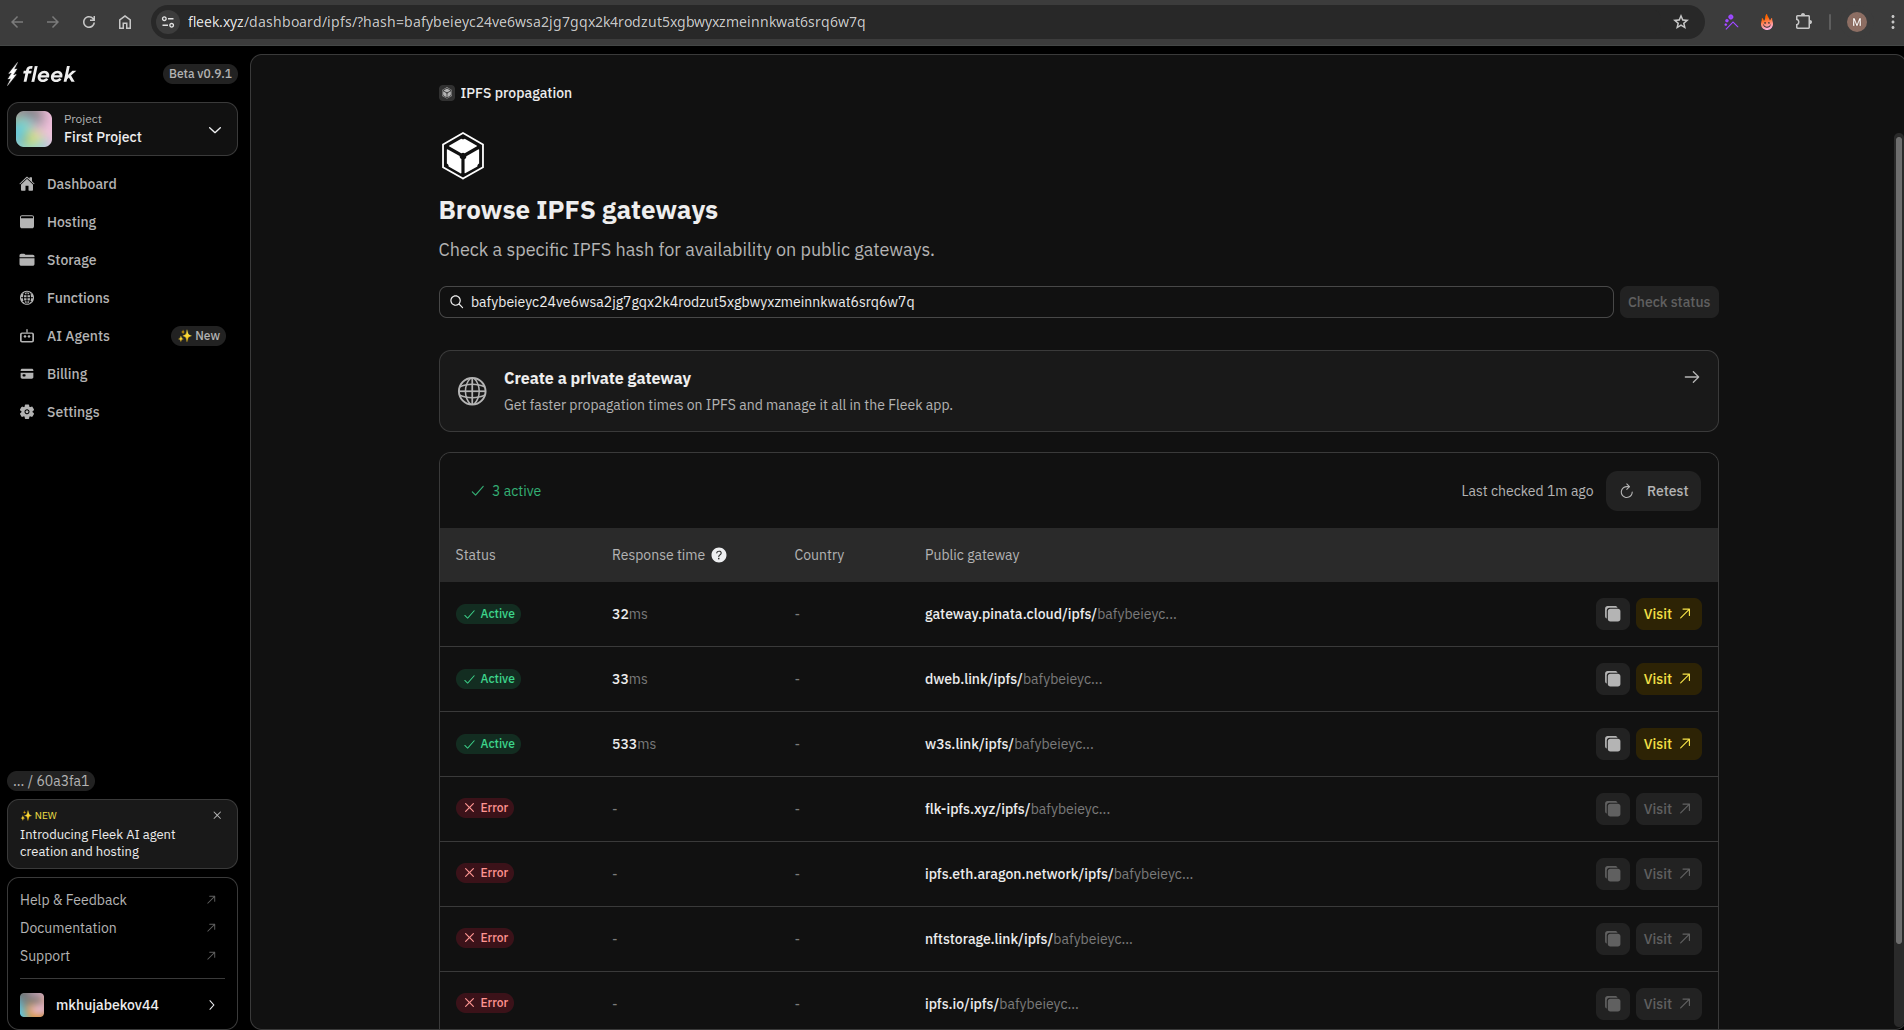 fleek.xyz/dashboard/ipfs/?hash=bafybeieyc24ve6wsa2jg7gqx2k4rodzut5xgbwyxzmeinnkwat6srq6w7q
M
fleek
Beta v0.9.1
Project
First Project
Dashboard
Hosting
Storage
Functions
AI Agents
✨ New
Billing
Settings
... / 60a3fa1
✨ NEW
Introducing Fleek AI agent
creation and hosting
Help & Feedback
Documentation
Support
mkhujabekov44
IPFS propagation
Browse IPFS gateways
Check a specific IPFS hash for availability on public gateways.
bafybeieyc24ve6wsa2jg7gqx2k4rodzut5xgbwyxzmeinnkwat6srq6w7q
Check status
Create a private gateway
Get faster propagation times on IPFS and manage it all in the Fleek app.
3 active
Last checked 1m ago
Retest
Status Response time ? Country Public gateway
Active 32ms - gateway.pinata.cloud/ipfs/bafybeieyc... Visit
Active 33ms - dweb.link/ipfs/bafybeieyc... Visit
Active 533ms - w3s.link/ipfs/bafybeieyc... Visit
Error - - flk-ipfs.xyz/ipfs/bafybeieyc... Visit
Error - - ipfs.eth.aragon.network/ipfs/bafybeieyc... Visit
Error - - nftstorage.link/ipfs/bafybeieyc... Visit
Error - - ipfs.io/ipfs/bafybeieyc... Visit